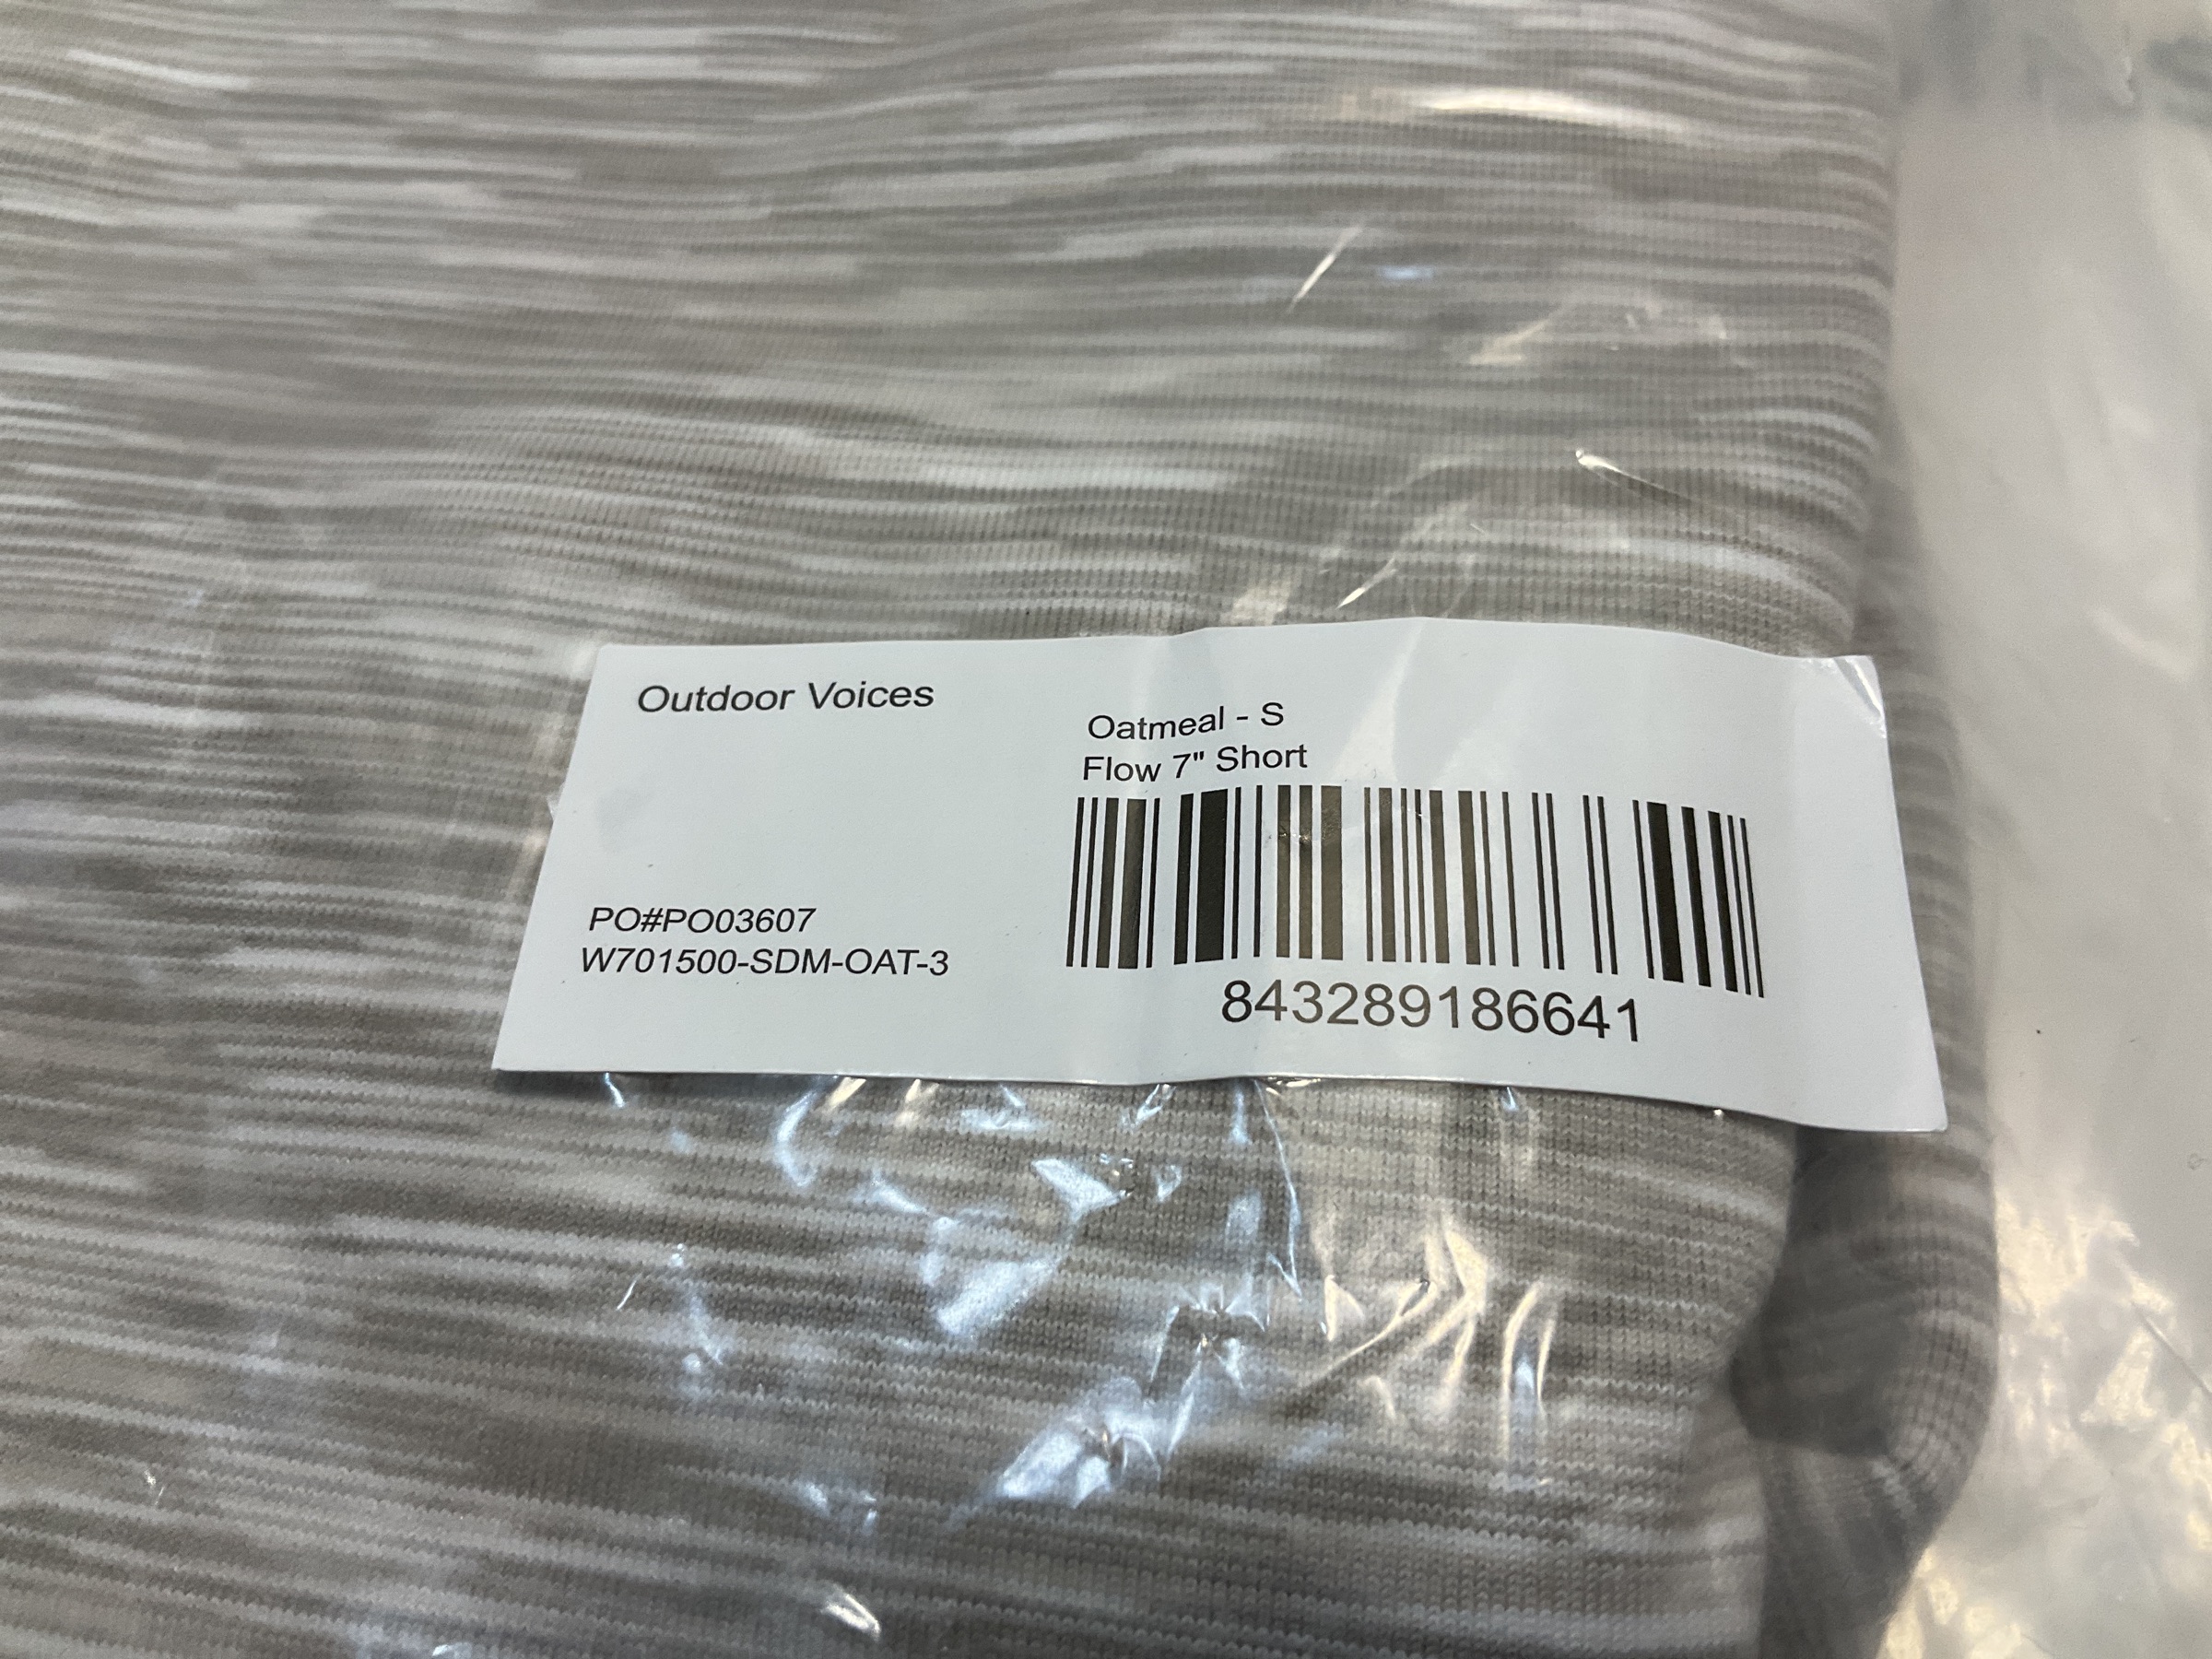 Outdoor Voices
Oatmeal - S
Flow 7" Short
PO#PO03607
W701500-SDM-OAT-3
843289186641